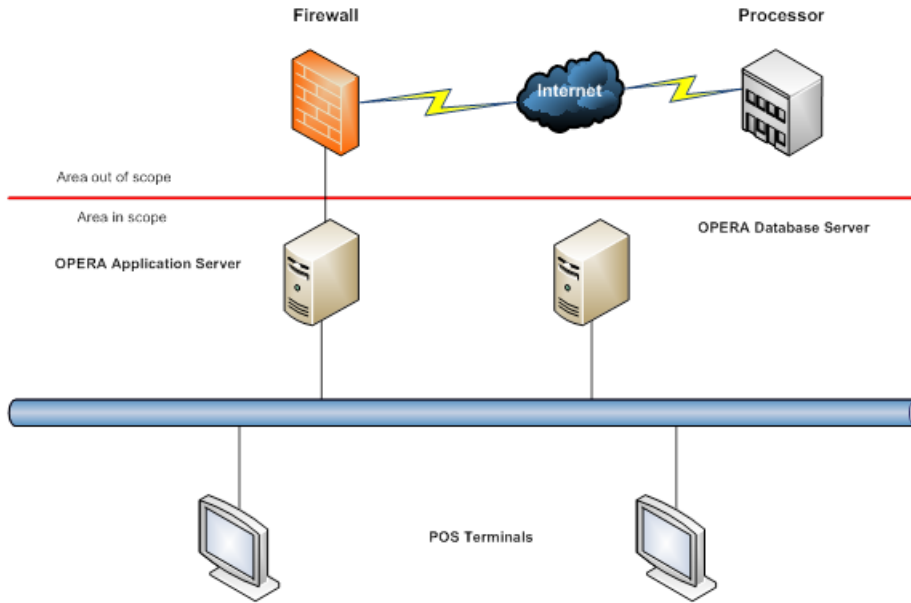 Firewall
Processor
Internet
Area out of scope
Area in scope
OPERA Database Server
OPERA Application Server
POS Terminals